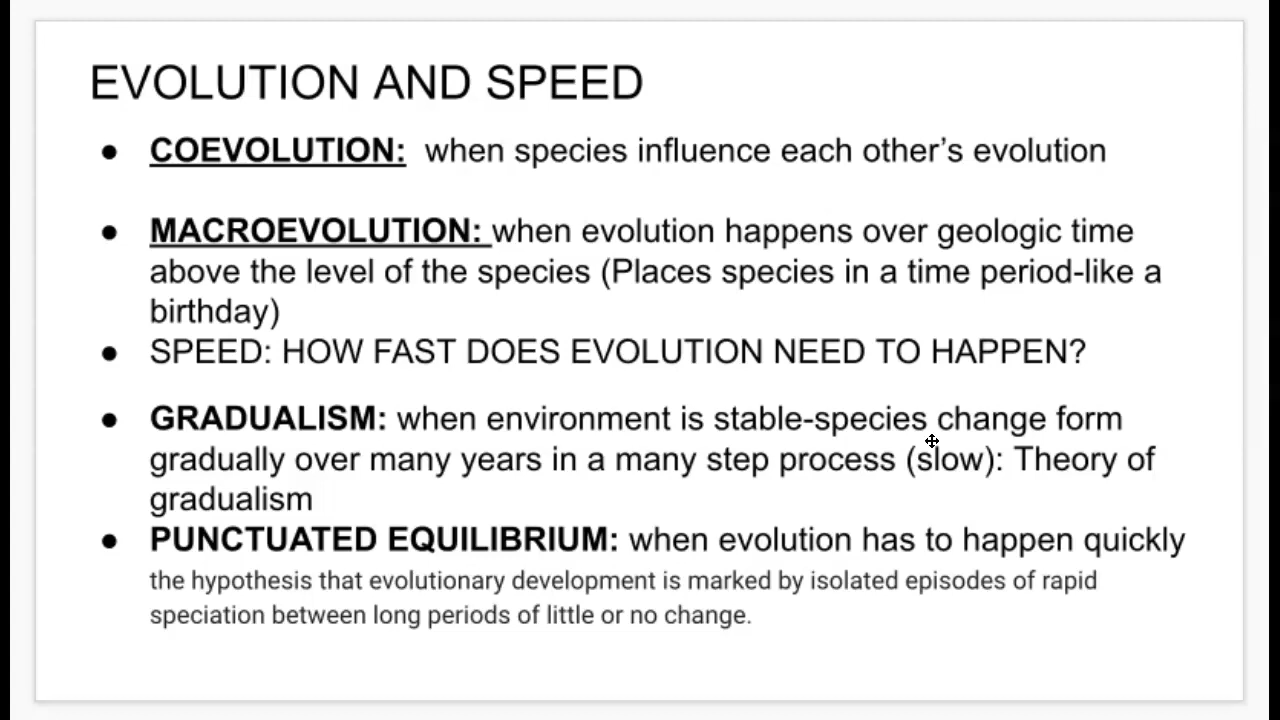 EVOLUTION AND SPEED
● COEVOLUTION: when species influence each other’s evolution
● MACROEVOLUTION: when evolution happens over geologic time
above the level of the species (Places species in a time period-like a
birthday)
● SPEED: HOW FAST DOES EVOLUTION NEED TO HAPPEN?
● GRADUALISM: when environment is stable-species change form
gradually over many years in a many step process (slow): Theory of
gradualism
● PUNCTUATED EQUILIBRIUM: when evolution has to happen quickly
the hypothesis that evolutionary development is marked by isolated episodes of rapid
speciation between long periods of little or no change.